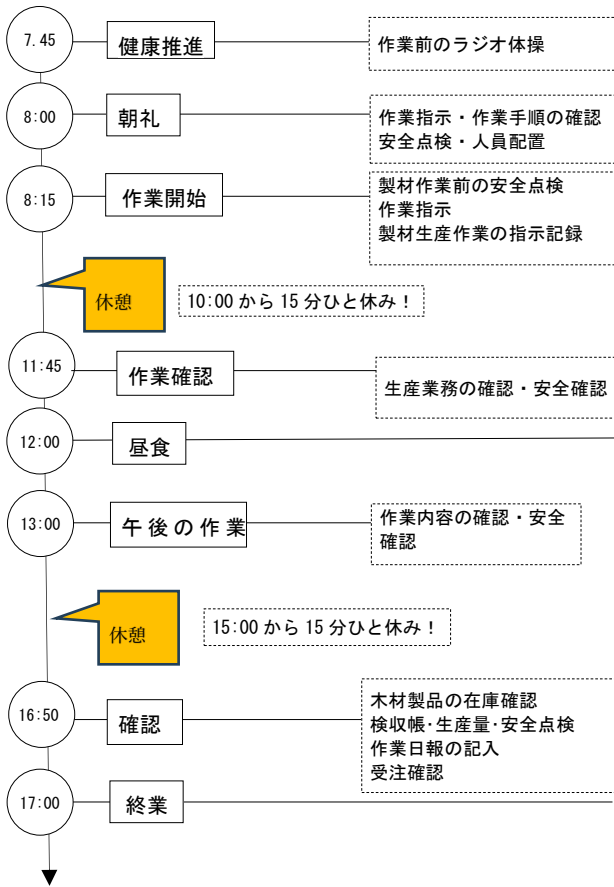 7.45
健康推進
作業前のラジオ体操
8:00
朝礼
作業指示・作業手順の確認
安全点検・人員配置
8:15
作業開始
製材作業前の安全点検
作業指示
製材生産作業の指示記録
休憩
10:00 から 15 分ひと休み！
11:45
作業確認
生産業務の確認・安全確認
12:00
昼食
13:00
午後の作業
作業内容の確認・安全
確認
休憩
15:00 から 15 分ひと休み！
16:50
確認
木材製品の在庫確認
検収帳･生産量･安全点検
作業日報の記入
受注確認
17:00
終業